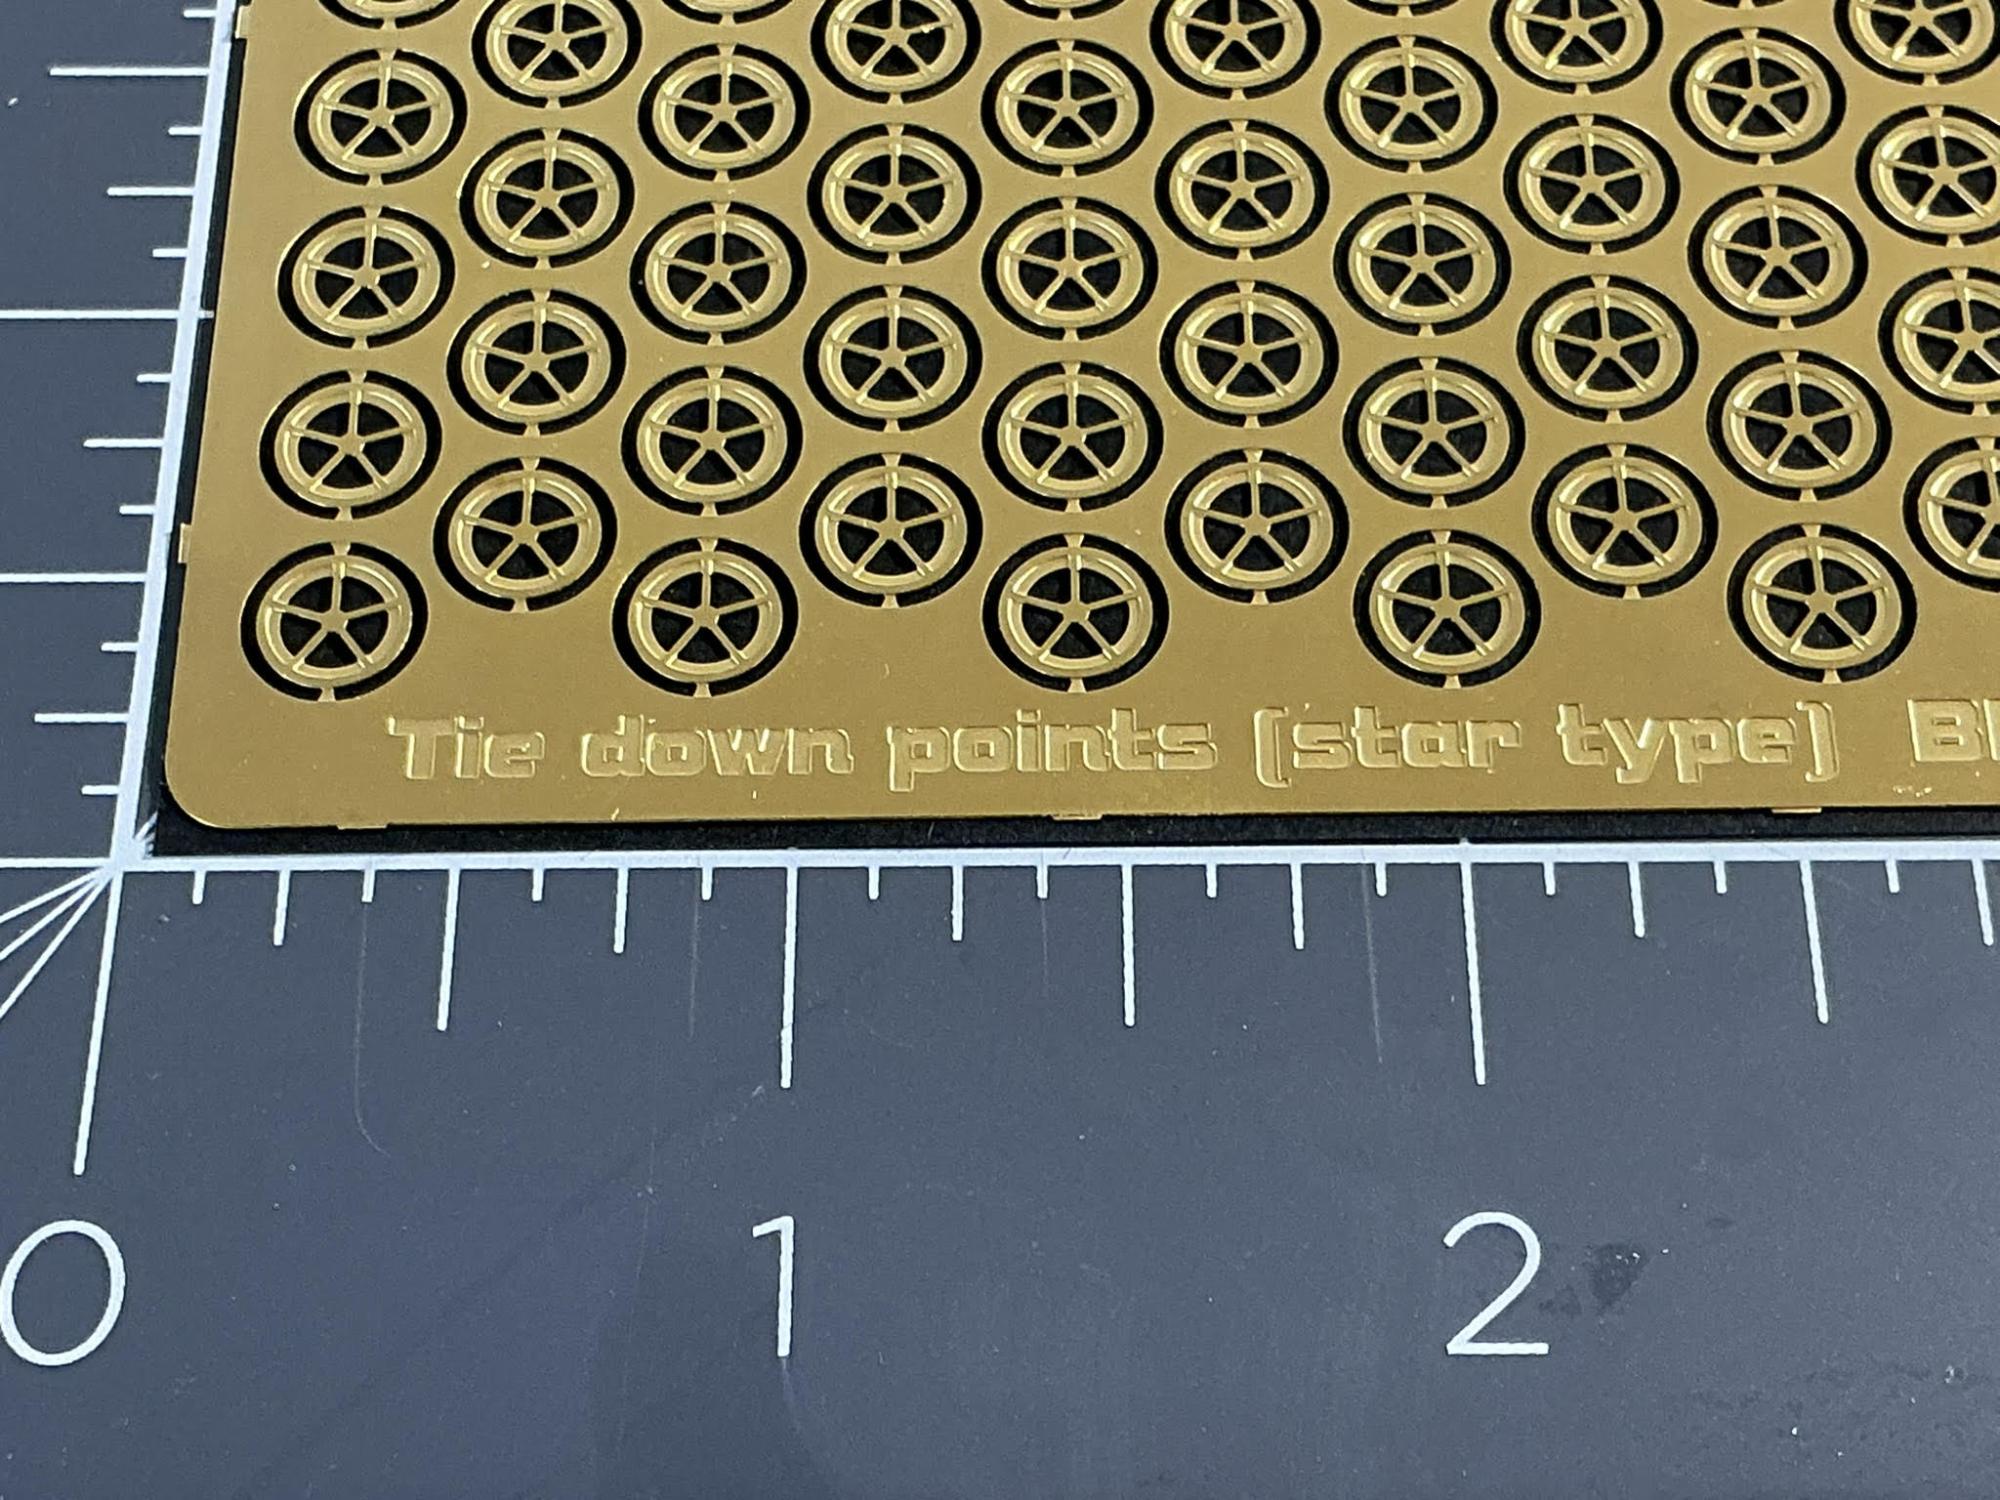 Tie down points (star type)
0 1 2